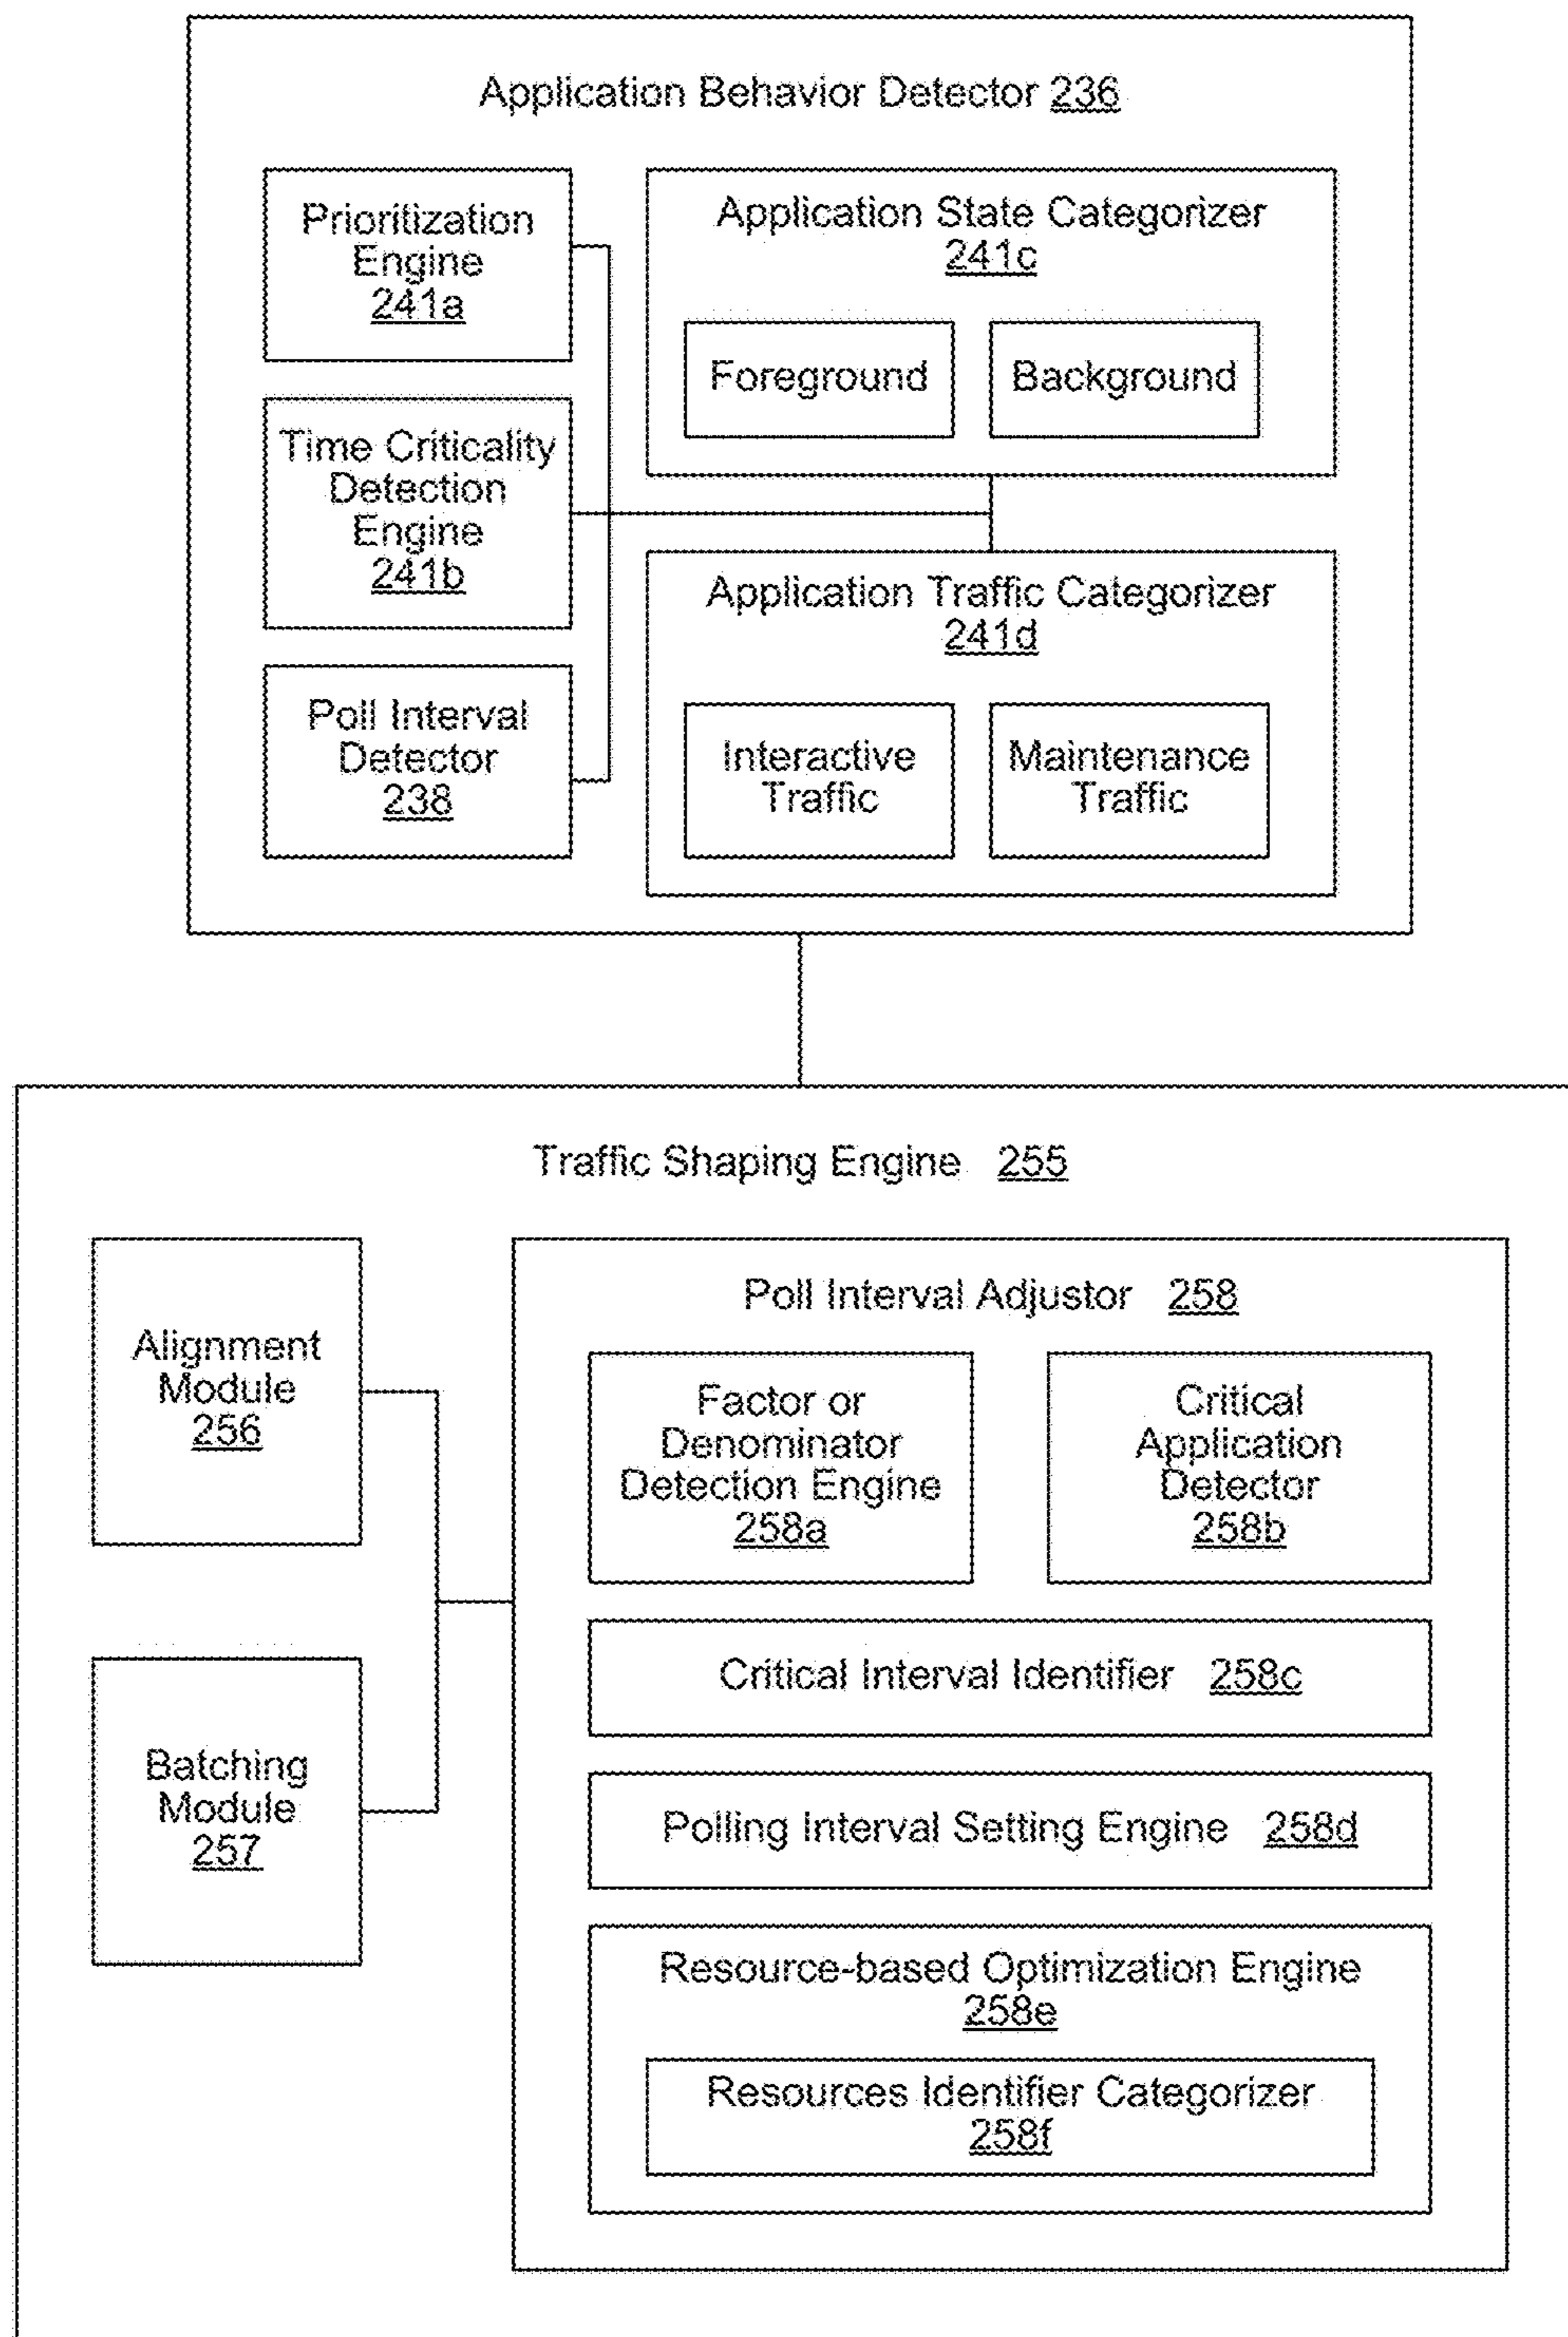 Application Behavior Detector 236
Prioritization
Engine
241a
Application State Categorizer
241c
Foreground
Background
Time Criticality
Detection
Engine
241b
Application Traffic Categorizer
241d
Poll Interval
Detector
238
Interactive
Traffic
Maintenance
Traffic
Traffic Shaping Engine 255
Alignment
Module
256
Poll Interval Adjustor 258
Factor or
Denominator
Detection Engine
258a
Critical
Application
Detector
258b
Critical Interval Identifier 258c
Batching
Module
257
Polling Interval Setting Engine 258d
Resource-based Optimization Engine
258e
Resources Identifier Categorizer
258f